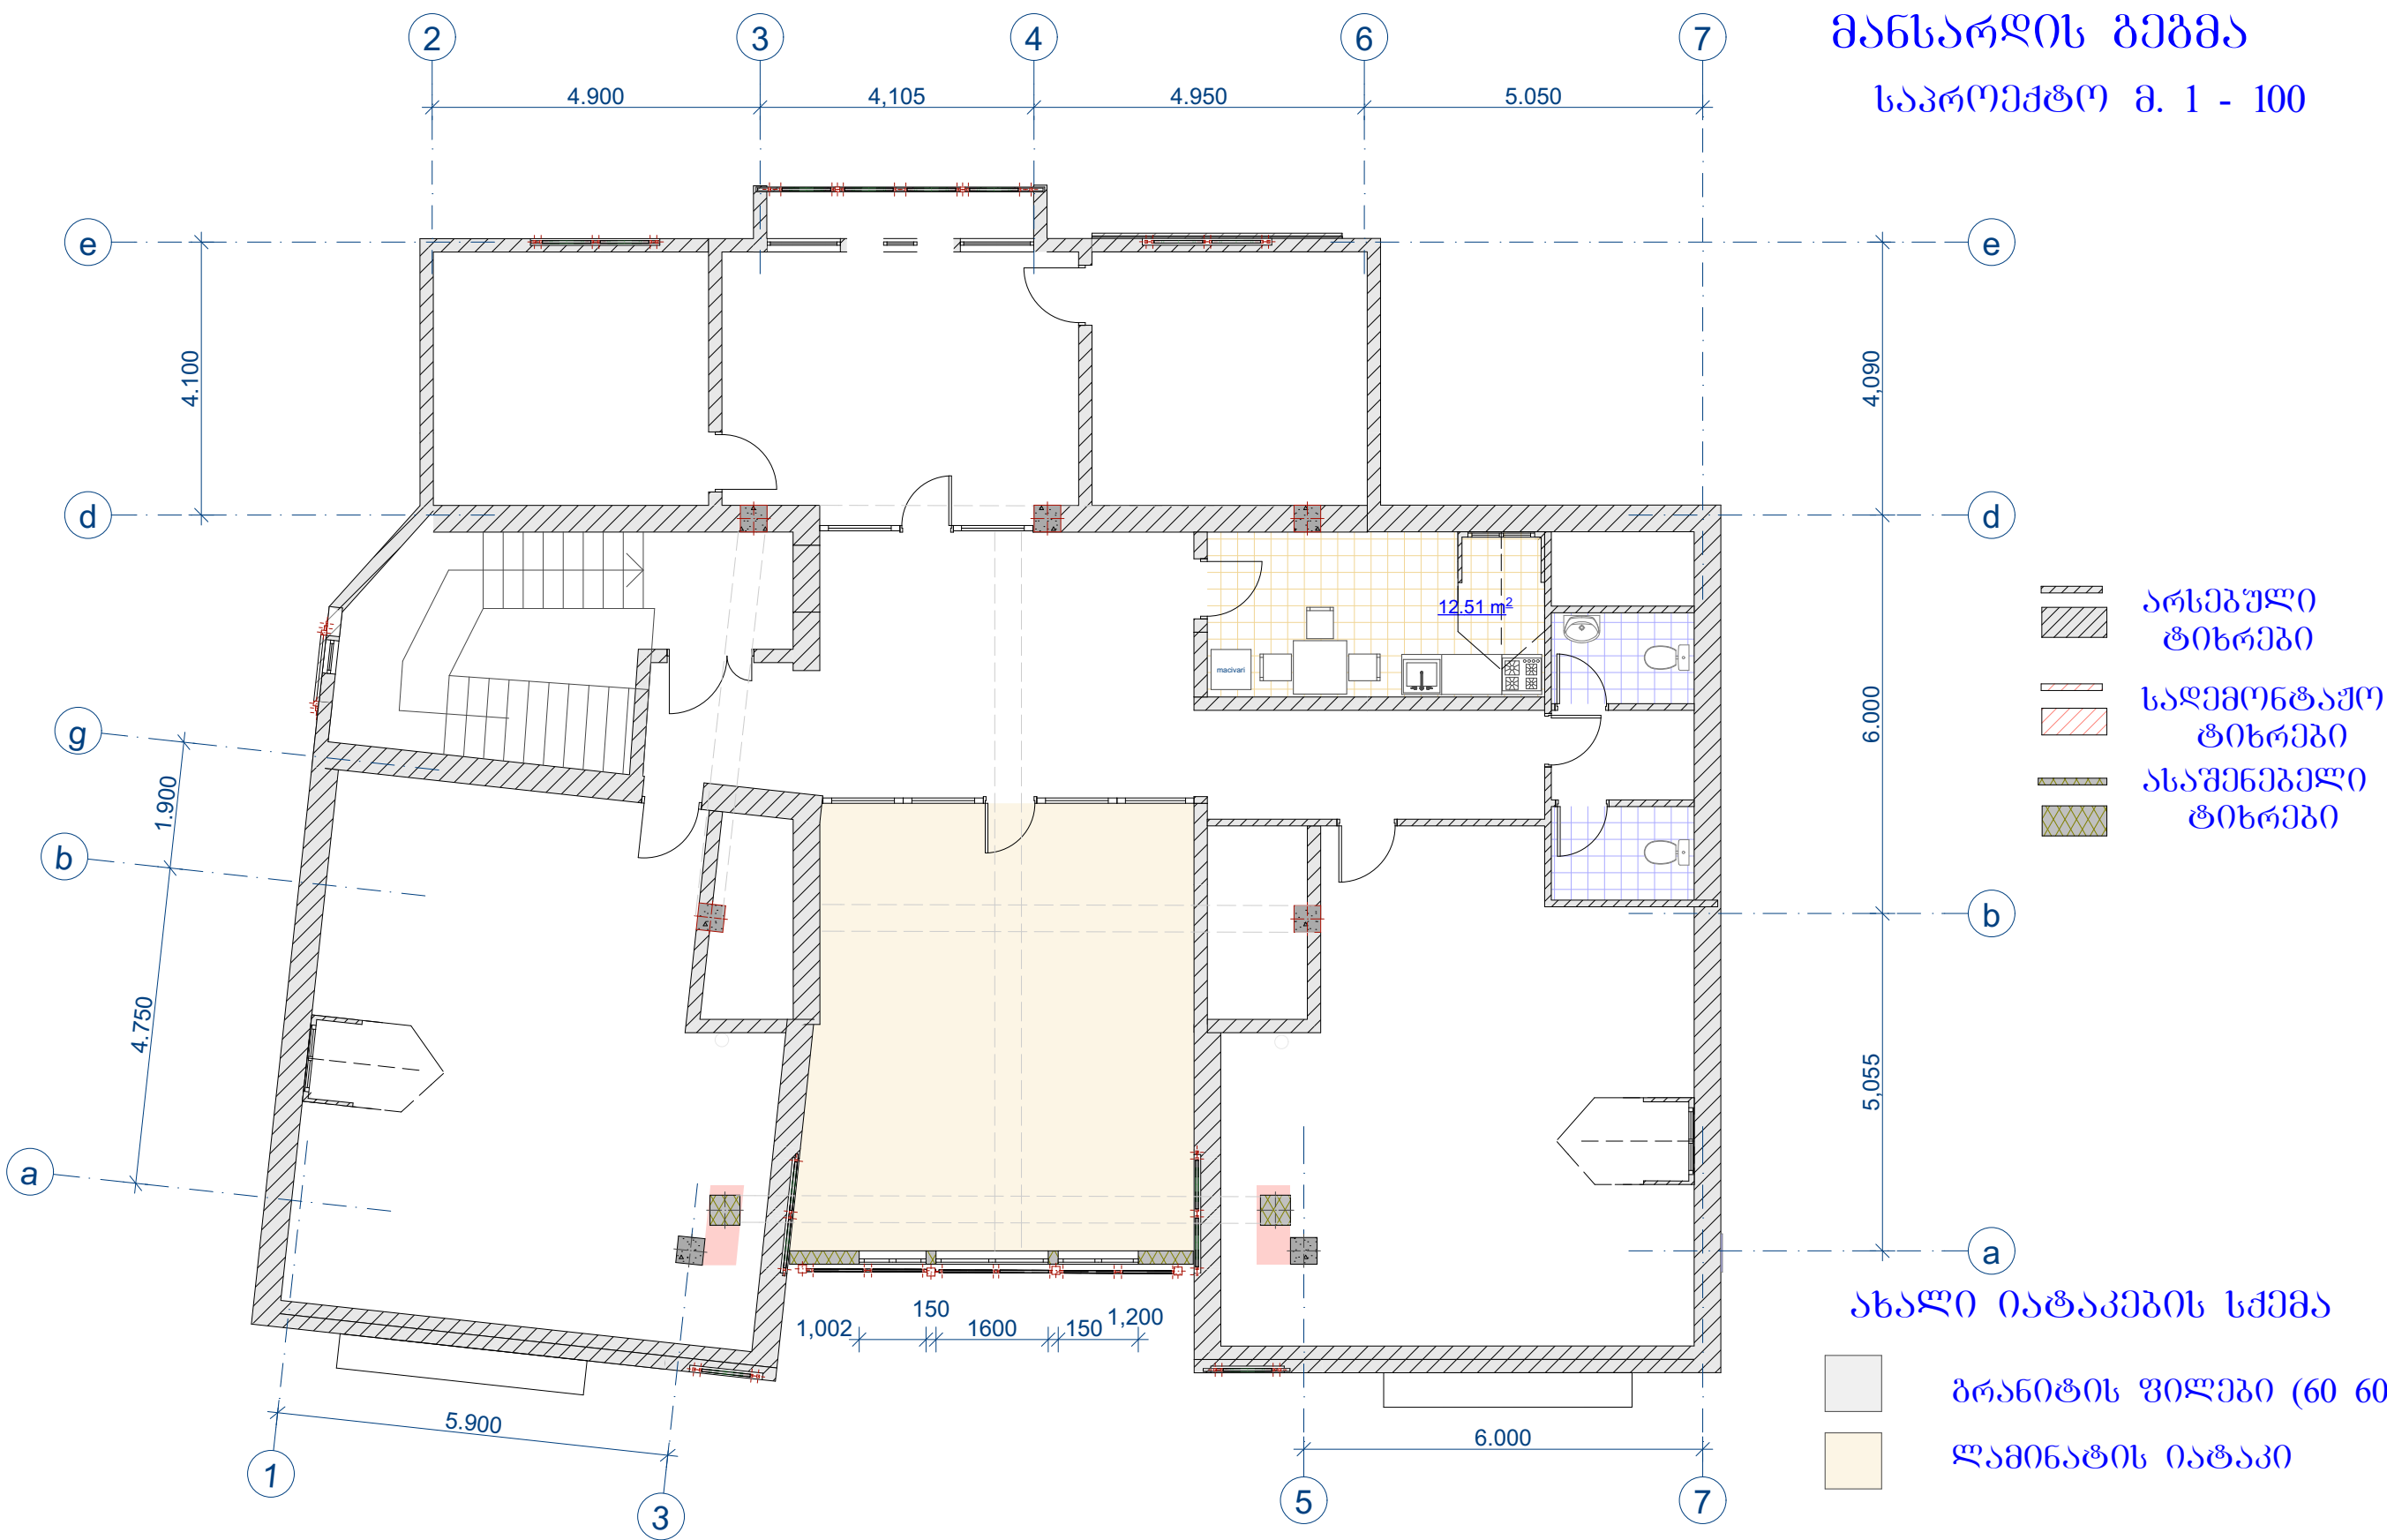 მანსარდის გეგმა
საპროექტო მ. 1 - 100
2 3 4 6 7
4.900 4,105 4.950 5.050
e e
4.100 4,090
d d
12.51 m²
macivari
არსებული
ტიხრები
სადემონტაჟო
ტიხრები
ასაშენებელი
ტიხრები
g
1.900 6.000
b b
4.750 5,055
a a
1,002 150 1600 150 1,200
ახალი იატაკების სქემა
გრანიტის ფილები (60 60
ლამინატის იატაკი
5.900 6.000
1 3 5 7